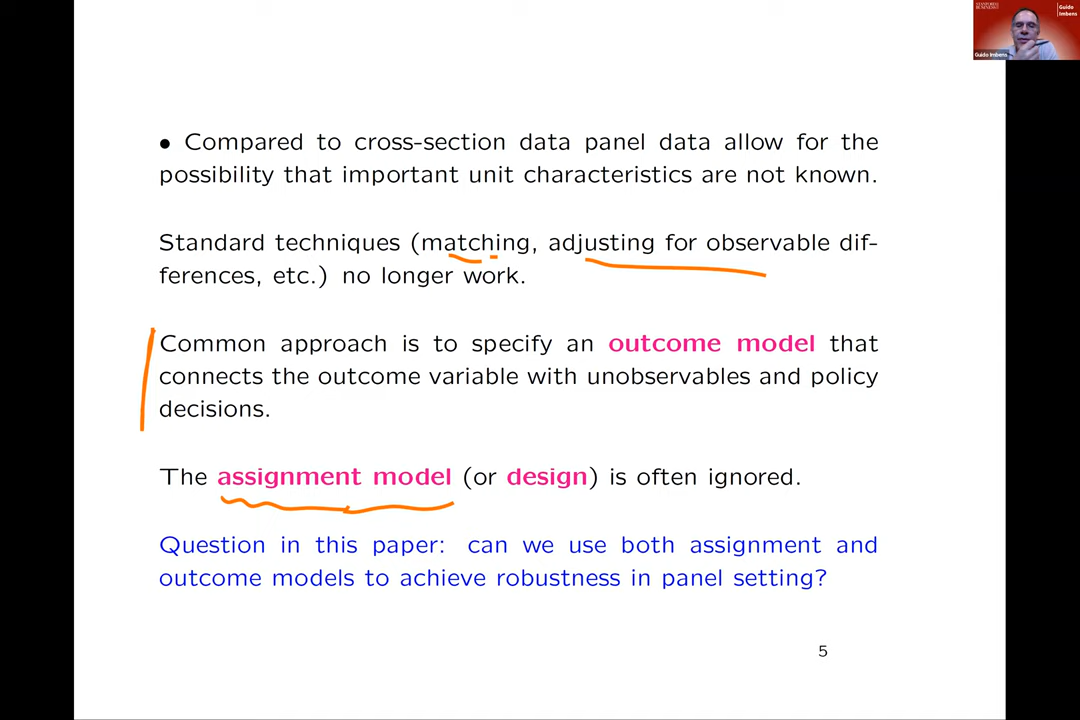 STANFORD
BUSINESS
Guido
Imbens
Guido Imbens
• Compared to cross-section data panel data allow for the
possibility that important unit characteristics are not known.
Standard techniques (matching, adjusting for observable dif-
ferences, etc.) no longer work.
Common approach is to specify an outcome model that
connects the outcome variable with unobservables and policy
decisions.
The assignment model (or design) is often ignored.
Question in this paper: can we use both assignment and
outcome models to achieve robustness in panel setting?
5